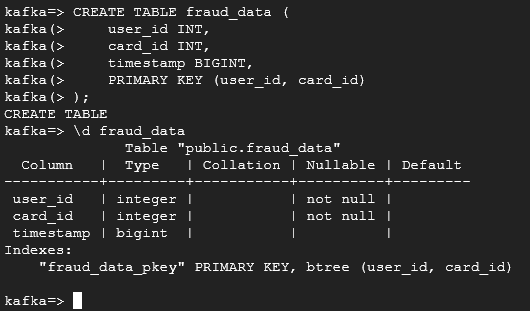 kafka=> CREATE TABLE fraud_data (
kafka(>     user_id INT,
kafka(>     card_id INT,
kafka(>     timestamp BIGINT,
kafka(>     PRIMARY KEY (user_id, card_id)
kafka(> );
CREATE TABLE
kafka=> \d fraud_data
             Table "public.fraud_data"
  Column   |  Type   | Collation | Nullable | Default
-----------+---------+-----------+----------+---------
 user_id   | integer |           | not null |
 card_id   | integer |           | not null |
 timestamp | bigint  |           |          |
Indexes:
    "fraud_data_pkey" PRIMARY KEY, btree (user_id, card_id)
kafka=>